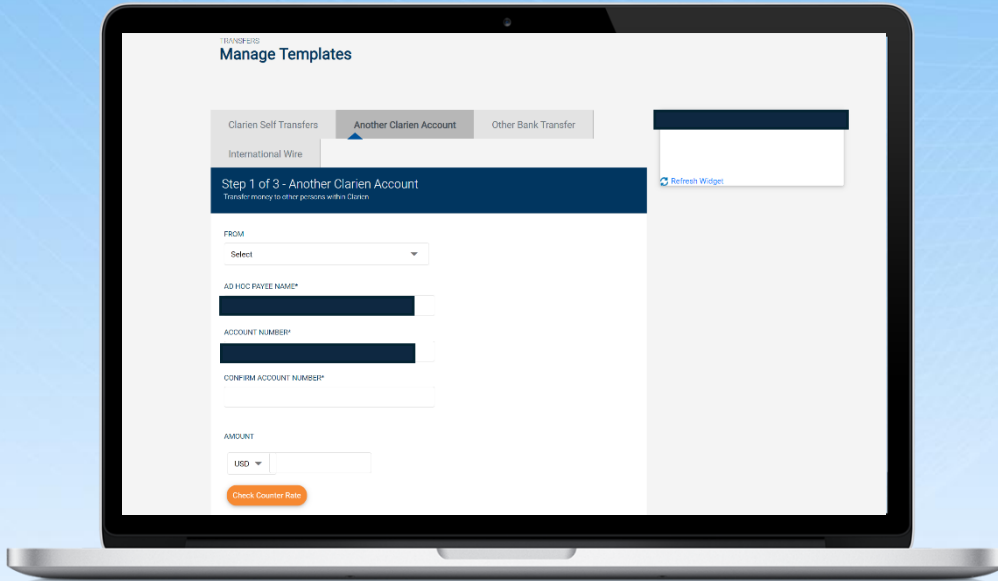 TRANSFERS
Manage Templates
Clarien Self Transfers
Another Clarien Account
Other Bank Transfer
International Wire
Step 1 of 3 - Another Clarien Account
Transfer money to other persons within Clarien
Refresh Widget
FROM
Select
AD HOC PAYEE NAME*
ACCOUNT NUMBER*
CONFIRM ACCOUNT NUMBER*
AMOUNT
USD
Check Counter Rate